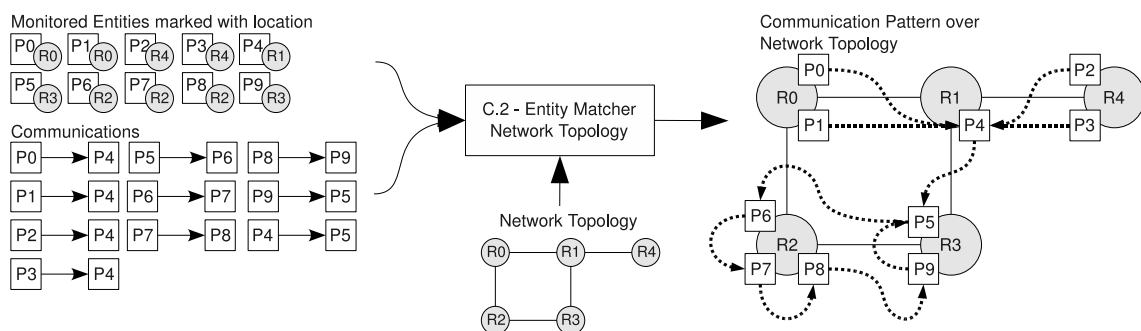 Monitored Entities marked with location
P0 R0 P1 R0 P2 R4 P3 R4 P4 R1
P5 R3 P6 R2 P7 R2 P8 R2 P9 R3
Communications
P0 P4 P5 P6 P8 P9
P1 P4 P6 P7 P9 P5
P2 P4 P7 P8 P4 P5
P3 P4
C.2 - Entity Matcher
Network Topology
Network Topology
R0 R1 R4
R2 R3
Communication Pattern over
Network Topology
P0 P2
R0 R1 R4
P1 P4 P3
P6 P5
R2 R3
P7 P8 P9